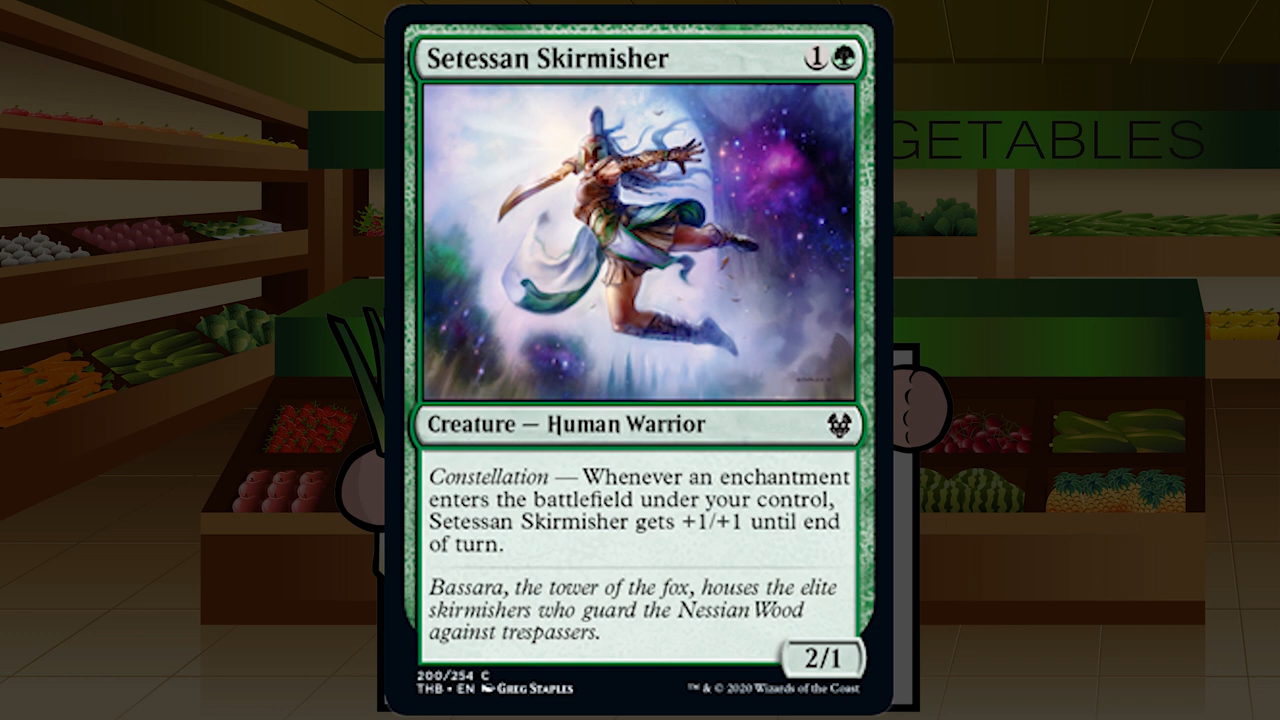 Setessan Skirmisher
1
GETABLES
Creature — Human Warrior
Constellation — Whenever an enchantment
enters the battlefield under your control,
Setessan Skirmisher gets +1/+1 until end
of turn.
Bassara, the tower of the fox, houses the elite
skirmishers who guard the Nessian Wood
against trespassers.
2/1
200/254 C
THB • EN Greg Staples
™ & © 2020 Wizards of the Coast